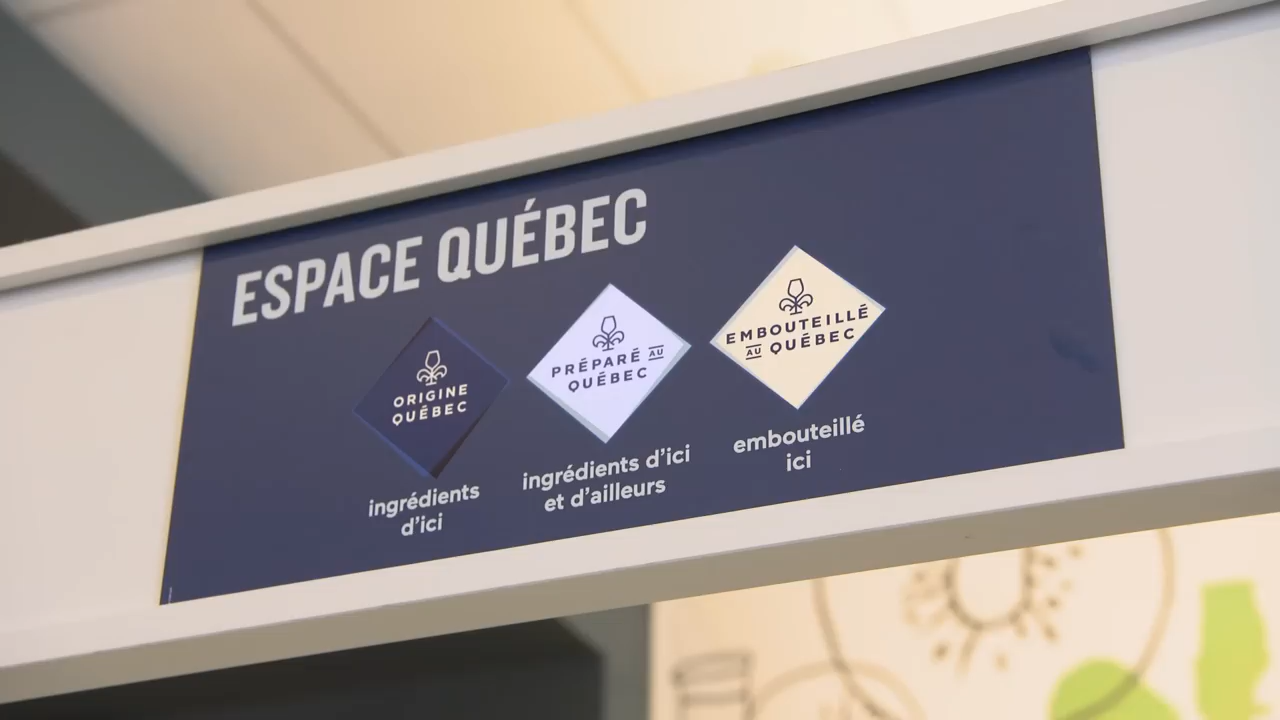 ESPACE QUÉBEC
ORIGINE
QUÉBEC
ingrédients
d'ici
PRÉPARÉ AU
QUÉBEC
ingrédients d'ici
et d'ailleurs
EMBOUTEILLÉ
AU QUÉBEC
embouteillé
ici